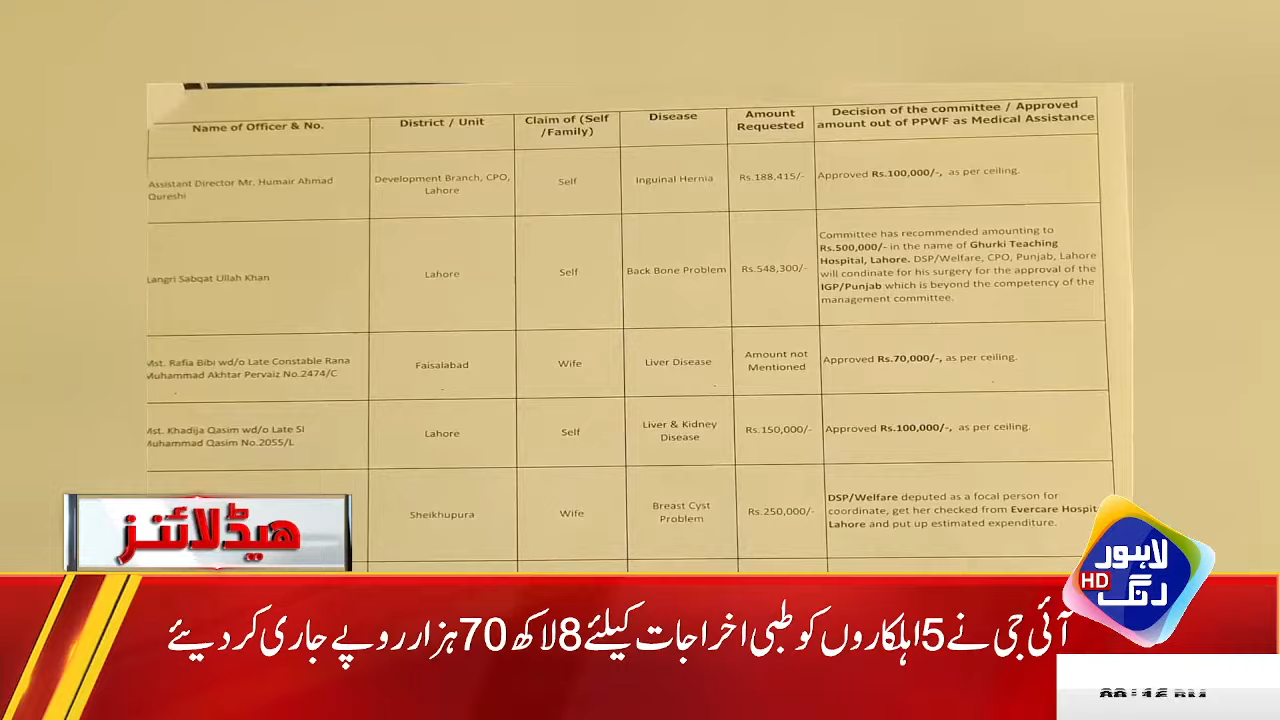 Name of Officer & No.
District / Unit
Claim of (Self
/Family)
Disease
Amount
Requested
Decision of the committee / Approved
amount out of PPWF as Medical Assistance
Assistant Director Mr. Humair Ahmad
Qureshi
Development Branch, CPO,
Lahore
Self
Inguinal Hernia
Rs.188,415/-
Approved Rs.100,000/-, as per ceiling.
Langri Sabqat Ullah Khan
Lahore
Self
Back Bone Problem
Rs.548,300/-
Committee has recommended amounting to
Rs.500,000/- in the name of Ghurki Teaching
Hospital, Lahore. DSP/Welfare, CPO, Punjab, Lahore
will condinate for his surgery for the approval of the
IGP/Punjab which is beyond the competency of the
management committee.
Mst. Rafia Bibi wd/o Late Constable Rana
Muhammad Akhtar Pervaiz No.2474/C
Faisalabad
Wife
Liver Disease
Amount not
Mentioned
Approved Rs.70,000/-, as per ceiling.
Mst. Khadija Qasim wd/o Late SI
Muhammad Qasim No.2055/L
Lahore
Self
Liver & Kidney
Disease
Rs.150,000/-
Approved Rs.100,000/-, as per ceiling.
Sheikhupura
Wife
Breast Cyst
Problem
Rs.250,000/-
DSP/Welfare deputed as a focal person for
coordinate, get her checked from Evercare Hospit
Lahore and put up estimated expenditure.
ہیڈلائنز
لاہور
HD رنگ
آئی جی نے 5 اہلکاروں کو طبی اخراجات کیلئے 8 لاکھ 70 ہزار روپے جاری کر دیئے